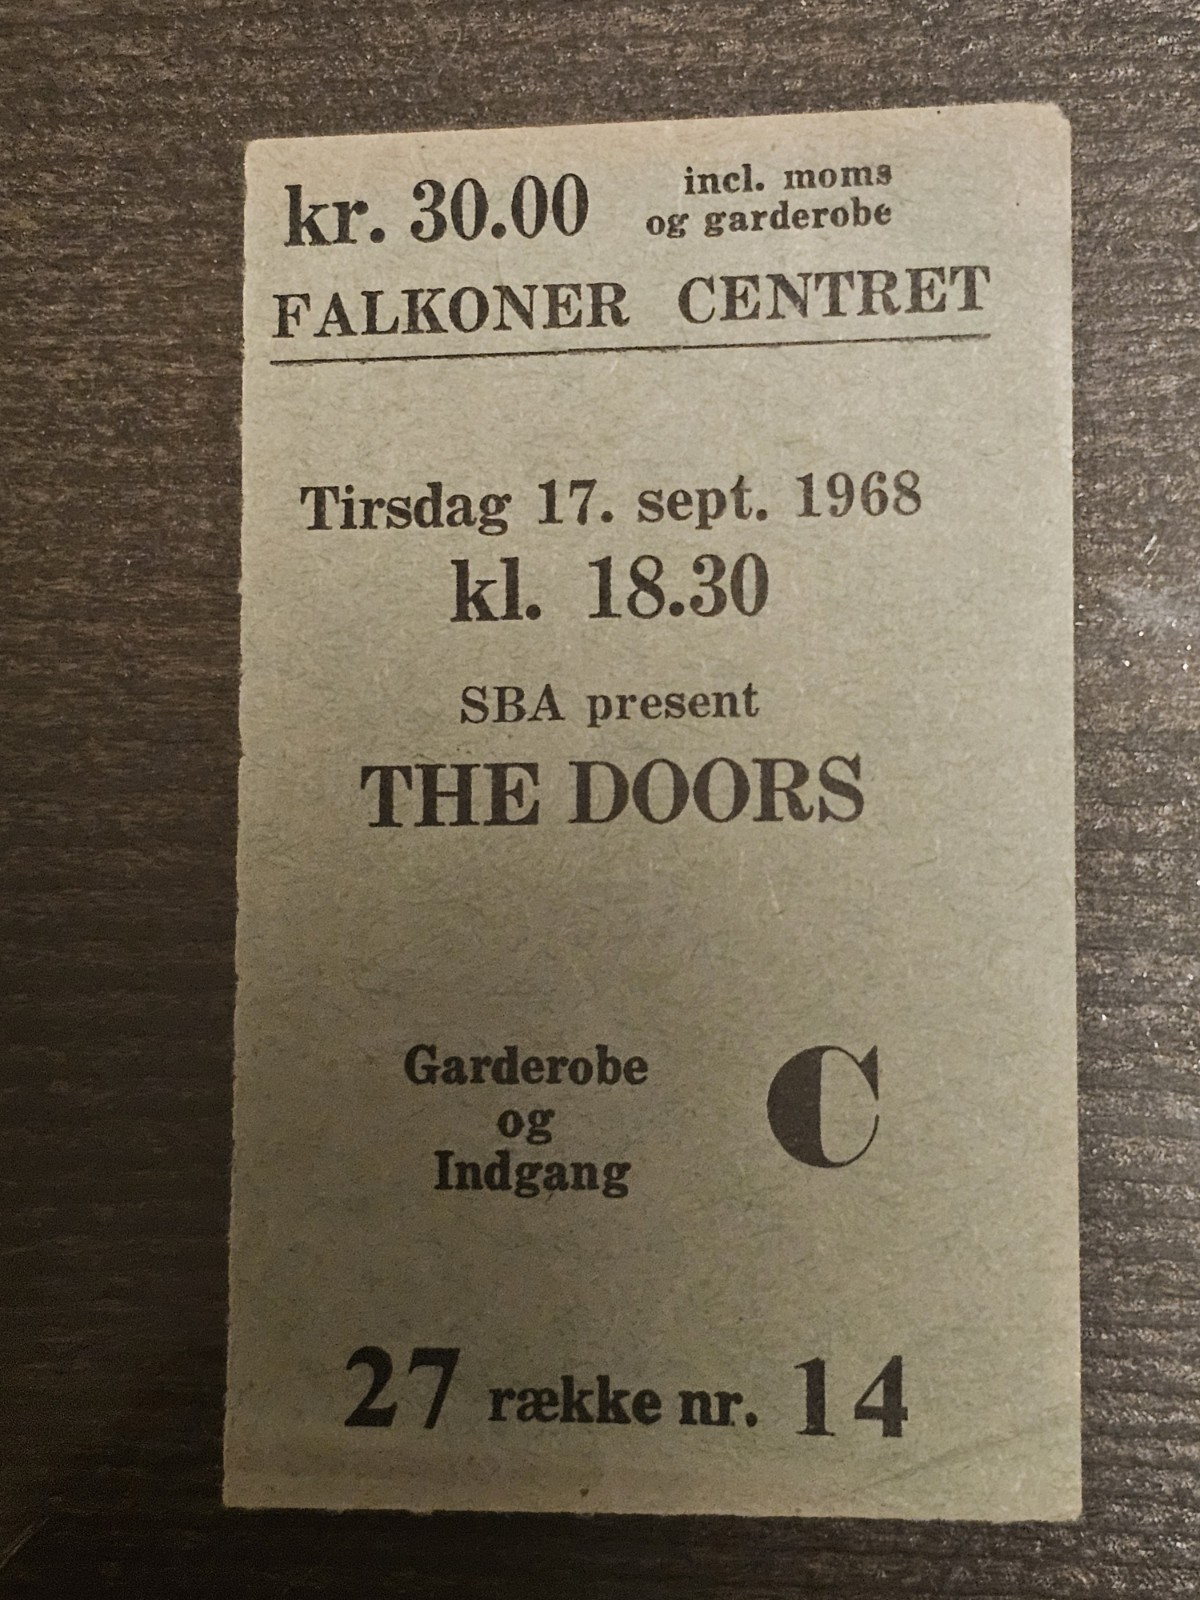 kr. 30.00 incl. moms
og garderobe
FALKONER CENTRET
Tirsdag 17. sept. 1968
kl. 18.30
SBA present
THE DOORS
Garderobe
og
Indgang
C
27 række nr. 14